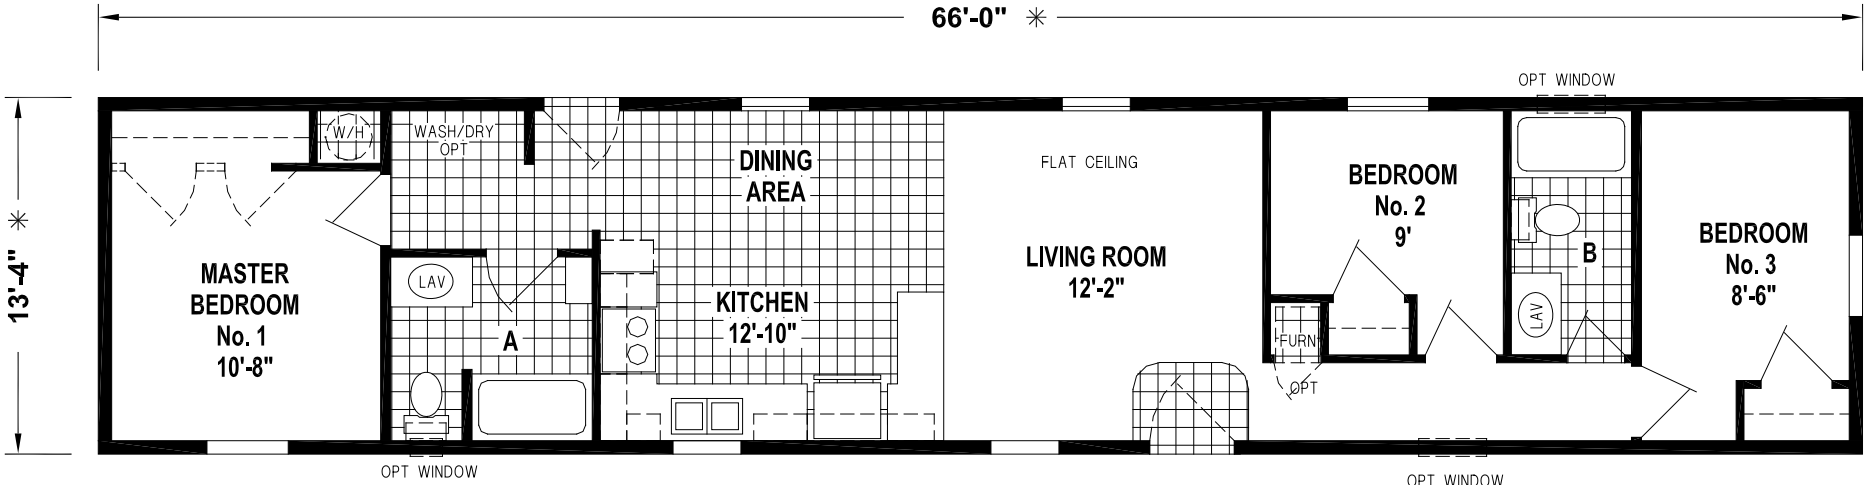 66'-0" ✳
OPT WINDOW
13'-4" ✳
W/H
WASH/DRY
OPT
DINING
AREA
FLAT CEILING
BEDROOM
No. 2
9'
B
BEDROOM
No. 3
8'-6"
MASTER
BEDROOM
No. 1
10'-8"
LAV
A
KITCHEN
12'-10"
LIVING ROOM
12'-2"
LAV
FURN
OPT
OPT WINDOW
OPT WINDOW